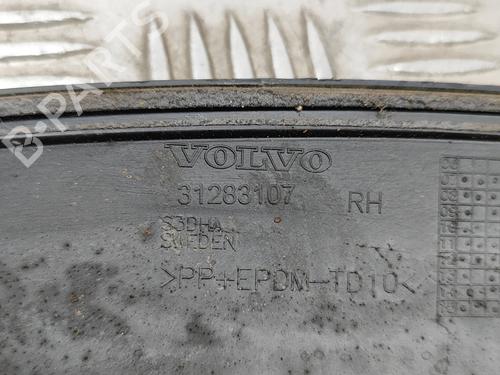 VOLVO
31283107 RH
S3DHA
SWEDEN
>PP+EPDM-TD10<
B-PARTS